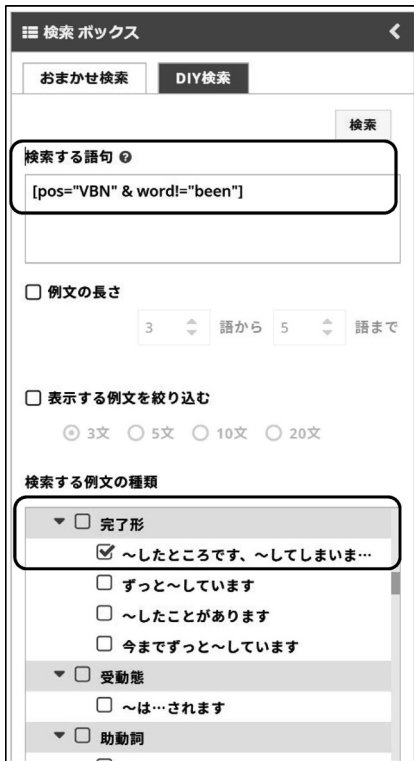 検索 ボックス
おまかせ検索 DIY検索
検索
検索する語句
[pos="VBN" & word!="been"]
例文の長さ
3 語から 5 語まで
表示する例文を絞り込む
3文 5文 10文 20文
検索する例文の種類
完了形
〜したところです、〜してしまいま…
ずっと〜しています
〜したことがあります
今までずっと〜しています
受動態
〜は…されます
助動詞